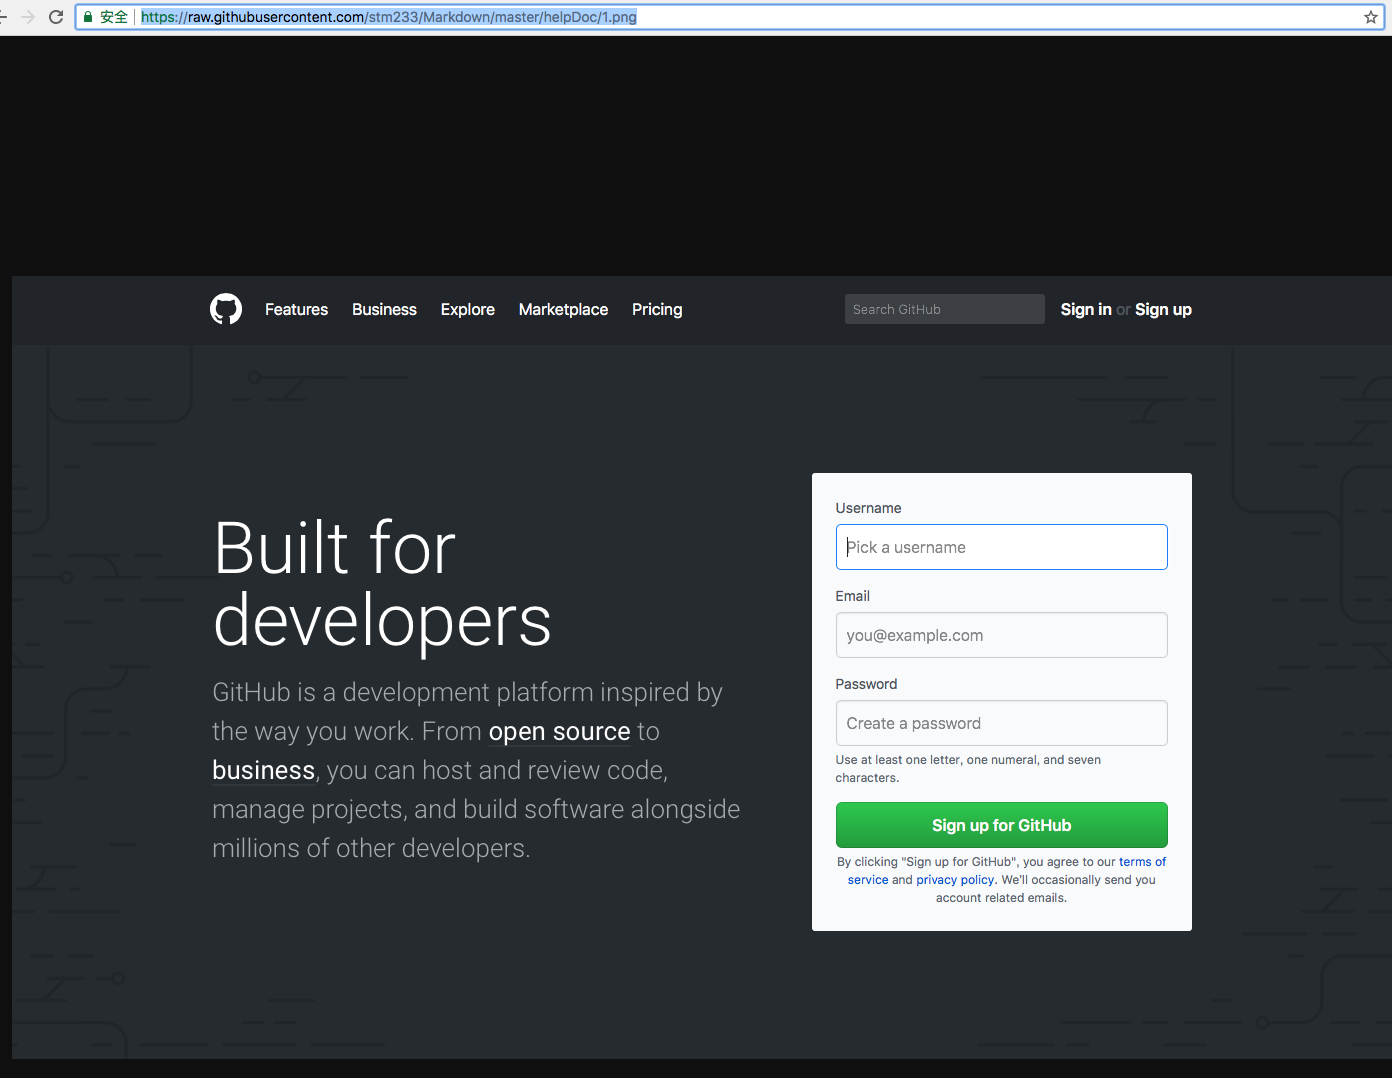 安全 https://raw.githubusercontent.com/stm233/Markdown/master/helpDoc/1.png
Features Business Explore Marketplace Pricing Search GitHub Sign in or Sign up
Built for
developers
GitHub is a development platform inspired by
the way you work. From open source to
business, you can host and review code,
manage projects, and build software alongside
millions of other developers.
Username
Pick a username
Email
you@example.com
Password
Create a password
Use at least one letter, one numeral, and seven
characters.
Sign up for GitHub
By clicking "Sign up for GitHub", you agree to our terms of
service and privacy policy. We'll occasionally send you
account related emails.